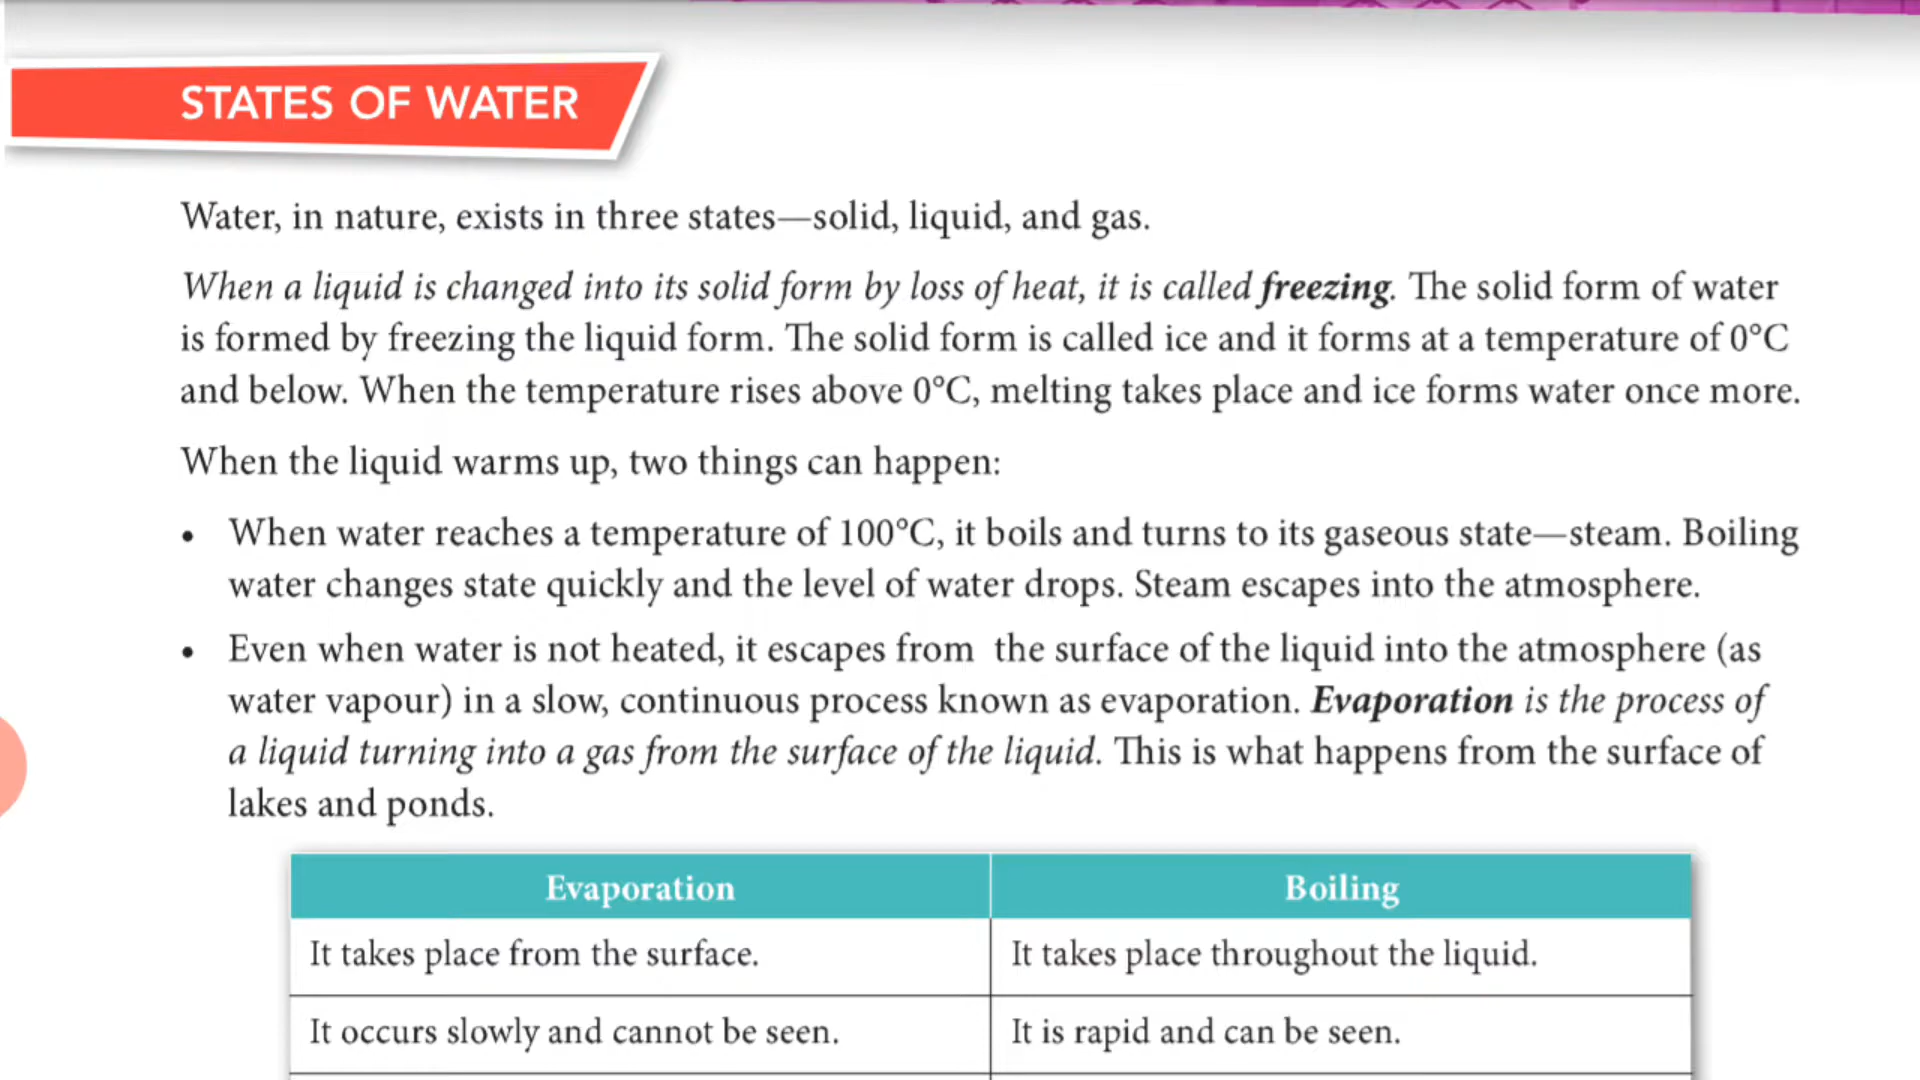 STATES OF WATER
Water, in nature, exists in three states—solid, liquid, and gas.
When a liquid is changed into its solid form by loss of heat, it is called freezing. The solid form of water
is formed by freezing the liquid form. The solid form is called ice and it forms at a temperature of 0°C
and below. When the temperature rises above 0°C, melting takes place and ice forms water once more.
When the liquid warms up, two things can happen:
• When water reaches a temperature of 100°C, it boils and turns to its gaseous state—steam. Boiling
water changes state quickly and the level of water drops. Steam escapes into the atmosphere.
• Even when water is not heated, it escapes from the surface of the liquid into the atmosphere (as
water vapour) in a slow, continuous process known as evaporation. Evaporation is the process of
a liquid turning into a gas from the surface of the liquid. This is what happens from the surface of
lakes and ponds.
Evaporation Boiling
It takes place from the surface. It takes place throughout the liquid.
It occurs slowly and cannot be seen. It is rapid and can be seen.